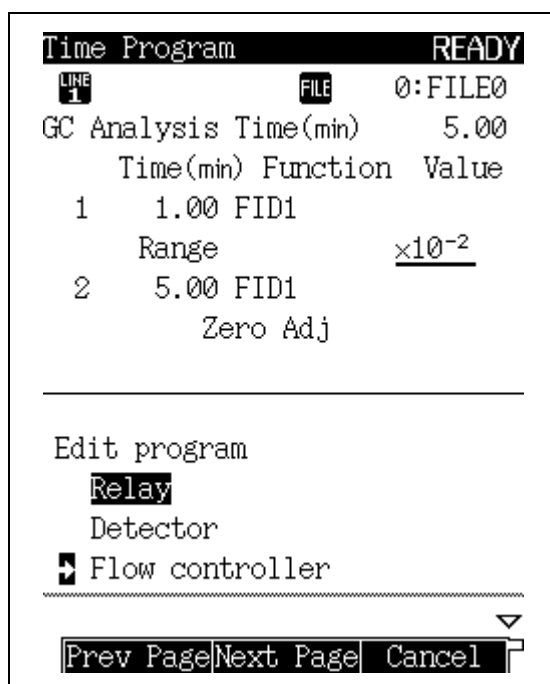 Time Program READY
LINE 1 FILE 0:FILE0
GC Analysis Time(min) 5.00
Time(min) Function Value
1 1.00 FID1
Range ×10⁻²
2 5.00 FID1
Zero Adj
Edit program
Relay
Detector
Flow controller
Prev Page Next Page Cancel